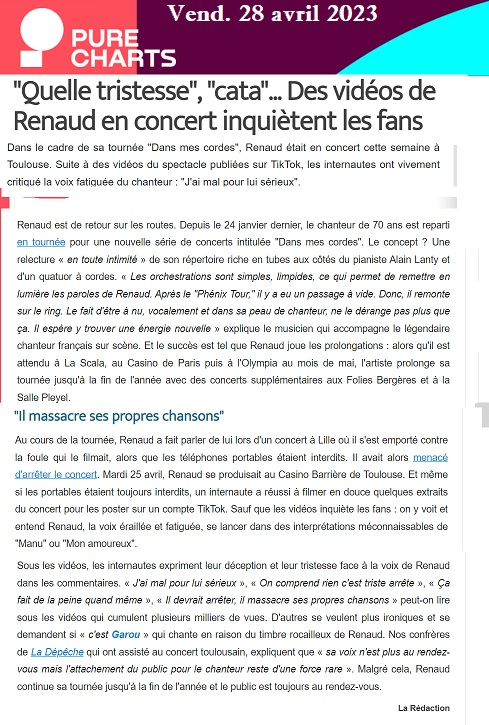 Vend. 28 avril 2023
PURE
CHARTS
"Quelle tristesse", "cata"... Des vidéos de
Renaud en concert inquiètent les fans
Dans le cadre de sa tournée "Dans mes cordes", Renaud était en concert cette semaine à
Toulouse. Suite à des vidéos du spectacle publiées sur TikTok, les internautes ont vivement
critiqué la voix fatiguée du chanteur : "J'ai mal pour lui sérieux".
Renaud est de retour sur les routes. Depuis le 24 janvier dernier, le chanteur de 70 ans est reparti
en tournée pour une nouvelle série de concerts intitulée "Dans mes cordes". Le concept ? Une
relecture « en toute intimité » de son répertoire riche en tubes aux côtés du pianiste Alain Lanty et
d'un quatuor à cordes. « Les orchestrations sont simples, limpides, ce qui permet de remettre en
lumière les paroles de Renaud. Après le "Phénix Tour," il y a eu un passage à vide. Donc, il remonte
sur le ring. Le fait d'être à nu, vocalement et dans sa peau de chanteur, ne le dérange pas plus que
ça. Il espère y trouver une énergie nouvelle » explique le musicien qui accompagne le légendaire
chanteur français sur scène. Et le succès est tel que Renaud joue les prolongations : alors qu'il est
attendu à La Scala, au Casino de Paris puis à l'Olympia au mois de mai, l'artiste prolonge sa
tournée jusqu'à la fin de l'année avec des concerts supplémentaires aux Folies Bergères et à la
Salle Pleyel.
"Il massacre ses propres chansons"
Au cours de la tournée, Renaud a fait parler de lui lors d'un concert à Lille où il s'est emporté contre
la foule qui le filmait, alors que les téléphones portables étaient interdits. Il avait alors menacé
d'arrêter le concert. Mardi 25 avril, Renaud se produisait au Casino Barrière de Toulouse. Et même
si les portables étaient toujours interdits, un internaute a réussi à filmer en douce quelques extraits
du concert pour les poster sur un compte TikTok. Sauf que les vidéos inquiète les fans : on y voit et
entend Renaud, la voix éraillée et fatiguée, se lancer dans des interprétations méconnaissables de
"Manu" ou "Mon amoureux".
Sous les vidéos, les internautes expriment leur déception et leur tristesse face à la voix de Renaud
dans les commentaires. « J'ai mal pour lui sérieux », « On comprend rien c'est triste arrête », « Ça
fait de la peine quand même », « Il devrait arrêter, il massacre ses propres chansons » peut-on lire
sous les vidéos qui cumulent plusieurs milliers de vues. D'autres se veulent plus ironiques et se
demandent si « c'est Garou » qui chante en raison du timbre rocailleux de Renaud. Nos confrères
de La Dépêche qui ont assisté au concert toulousain, expliquent que « sa voix n'est plus au rendez-
vous mais l'attachement du public pour le chanteur reste d'une force rare ». Malgré cela, Renaud
continue sa tournée jusqu'à la fin de l'année et le public est toujours au rendez-vous.
La Rédaction